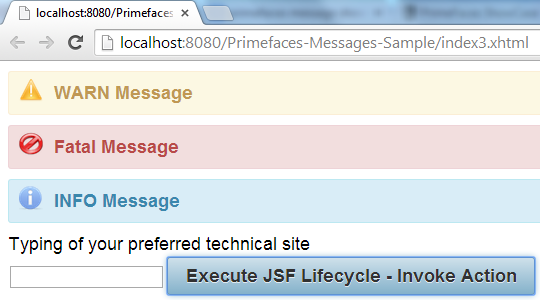 localhost:8080/Primefaces
localhost:8080/Primefaces-Messages-Sample/index3.xhtml
WARN Message
Fatal Message
INFO Message
Typing of your preferred technical site
Execute JSF Lifecycle - Invoke Action